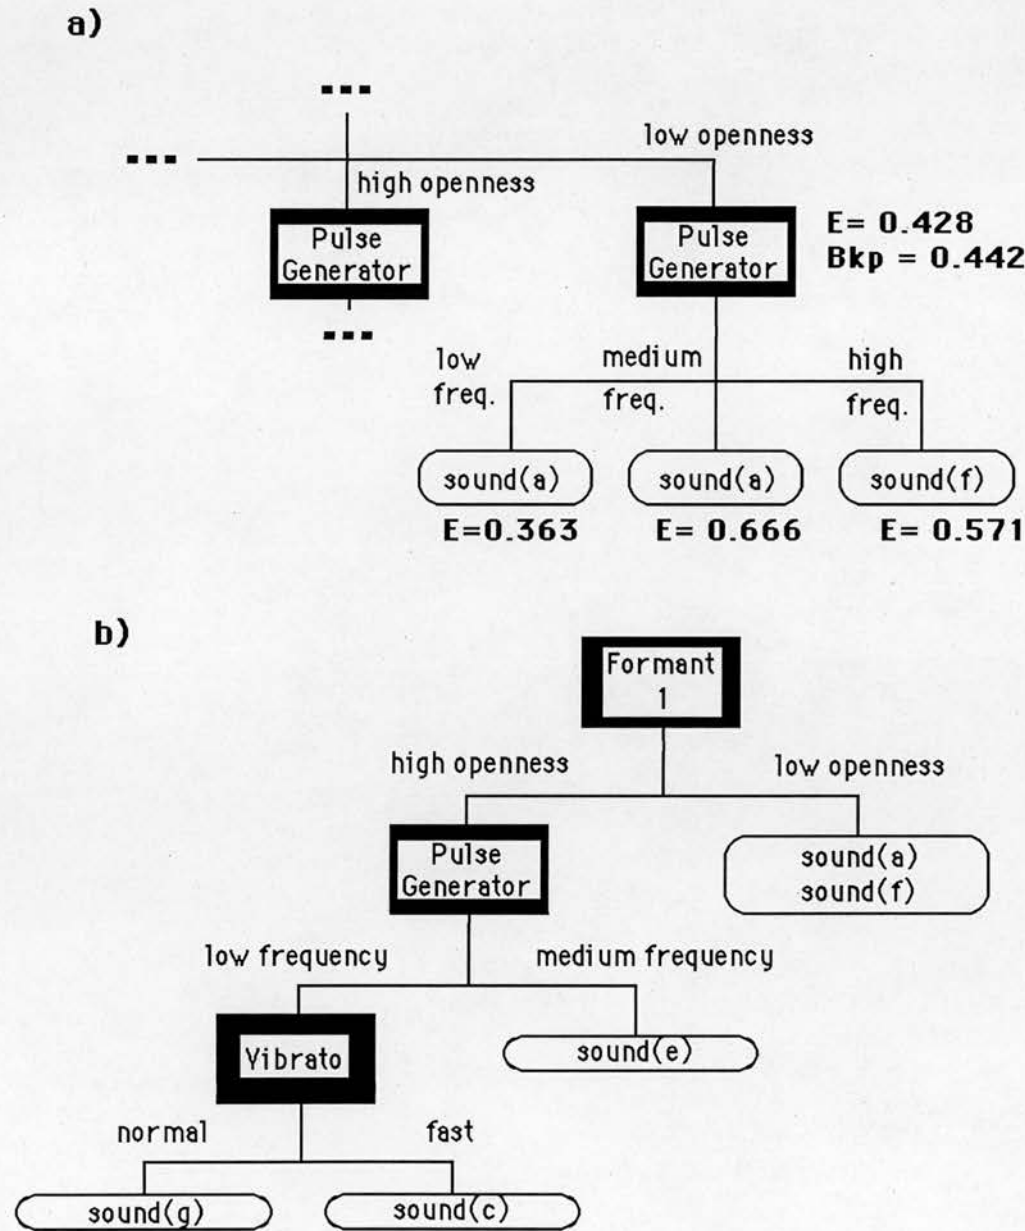 a)
...
low openness
...
high openness
Pulse
Generator
Pulse
Generator
E= 0.428
Bkp = 0.442
...
low
freq.
medium
freq.
high
freq.
sound(a)
sound(a)
sound(f)
E=0.363
E= 0.666
E= 0.571
b)
Formant
1
high openness
low openness
Pulse
Generator
sound(a)
sound(f)
low frequency
medium frequency
Vibrato
sound(e)
normal
fast
sound(g)
sound(c)